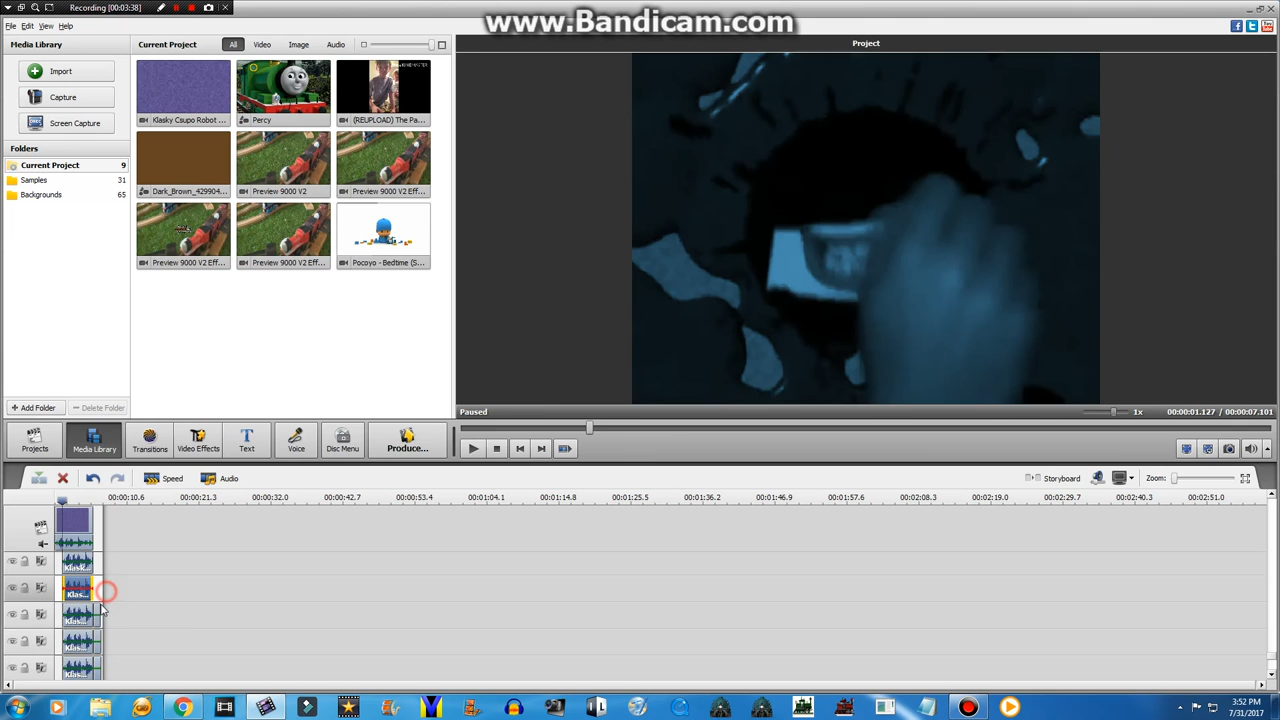 Recording [00:03:38]
www.Bandicam.com
File Edit View Help
Media Library
Current Project All Video Image Audio
Project
Import
Capture
Screen Capture
Klasky Csupo Robot ...
Percy
(REUPLOAD) The Pa...
Folders
Current Project 9
Samples 31
Backgrounds 65
Dark_Brown_429904...
Preview 9000 V2
Preview 9000 V2 Eff...
Preview 9000 V2 Eff...
Preview 9000 V2 Eff...
Pocoyo - Bedtime (S...
Add Folder Delete Folder
Paused
1x 00:00:01.127 / 00:00:07.101
Projects Media Library Transitions Video Effects Text Voice Disc Menu Produce...
Speed Audio
Storyboard Zoom:
00:00:10.6 00:00:21.3 00:00:32.0 00:00:42.7 00:00:53.4 00:01:04.1 00:01:14.8 00:01:25.5 00:01:36.2 00:01:46.9 00:01:57.6 00:02:08.3 00:02:19.0 00:02:29.7 00:02:40.3 00:02:51.0
Klask...
Klas...
Klas...
Klas...
Klas...
3:52 PM
7/31/2017